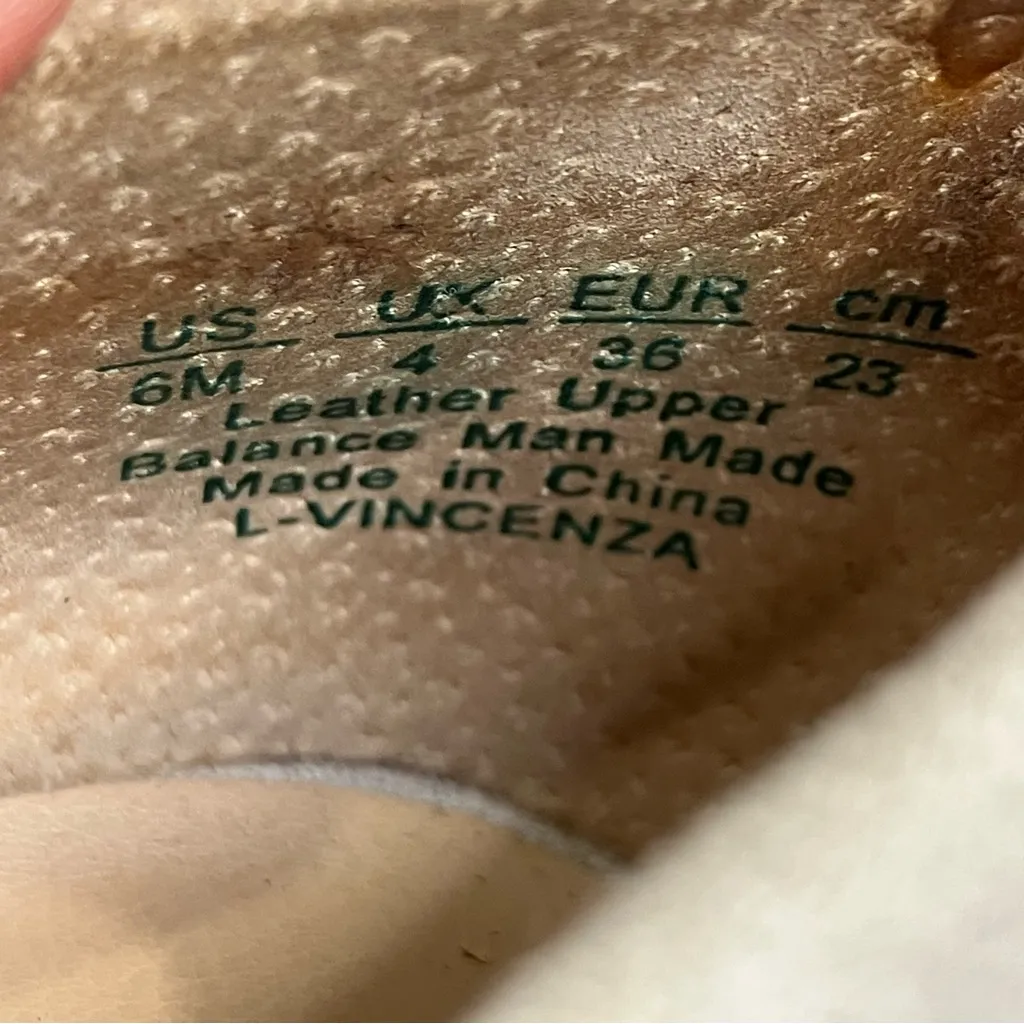 US UK EUR cm
6M 4 36 23
Leather Upper
Balance Man Made
Made in China
L-VINCENZA